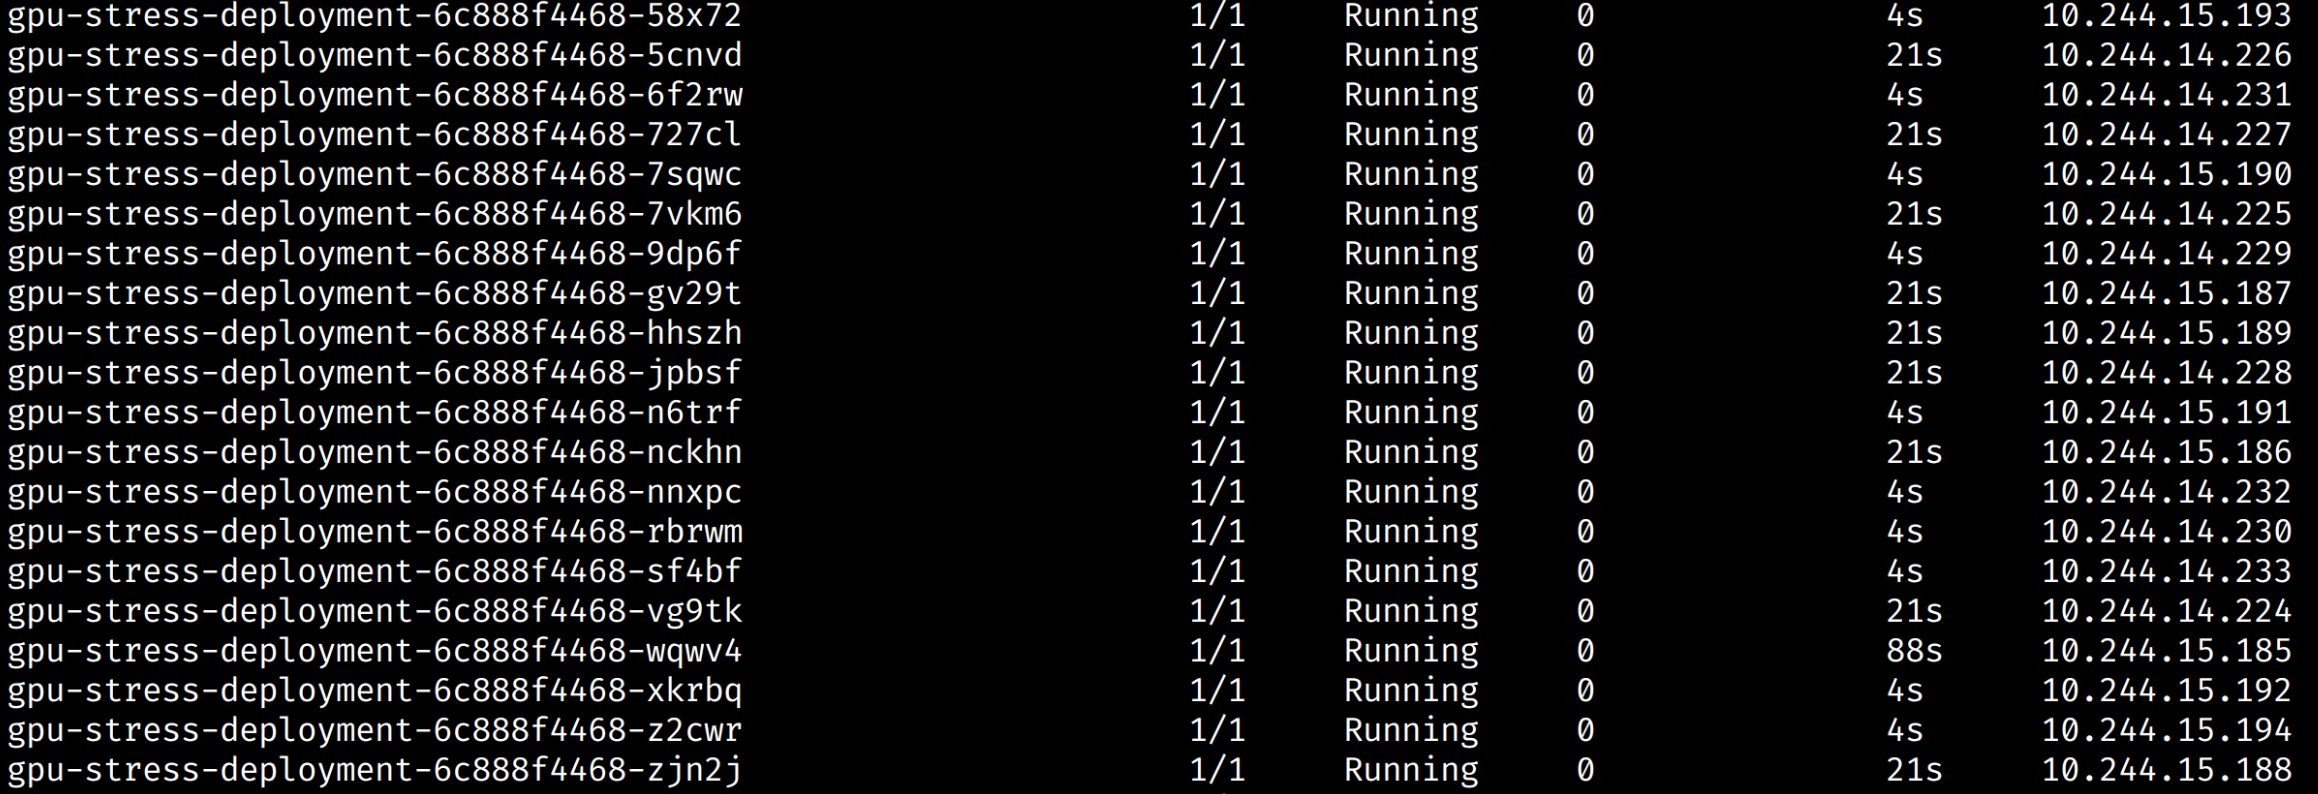 gpu-stress-deployment-6c888f4468-58x72 1/1 Running 0 4s 10.244.15.193
gpu-stress-deployment-6c888f4468-5cnvd 1/1 Running 0 21s 10.244.14.226
gpu-stress-deployment-6c888f4468-6f2rw 1/1 Running 0 4s 10.244.14.231
gpu-stress-deployment-6c888f4468-727cl 1/1 Running 0 21s 10.244.14.227
gpu-stress-deployment-6c888f4468-7sqwc 1/1 Running 0 4s 10.244.15.190
gpu-stress-deployment-6c888f4468-7vkm6 1/1 Running 0 21s 10.244.14.225
gpu-stress-deployment-6c888f4468-9dp6f 1/1 Running 0 4s 10.244.14.229
gpu-stress-deployment-6c888f4468-gv29t 1/1 Running 0 21s 10.244.15.187
gpu-stress-deployment-6c888f4468-hhszh 1/1 Running 0 21s 10.244.15.189
gpu-stress-deployment-6c888f4468-jpbsf 1/1 Running 0 21s 10.244.14.228
gpu-stress-deployment-6c888f4468-n6trf 1/1 Running 0 4s 10.244.15.191
gpu-stress-deployment-6c888f4468-nckhn 1/1 Running 0 21s 10.244.15.186
gpu-stress-deployment-6c888f4468-nnxpc 1/1 Running 0 4s 10.244.14.232
gpu-stress-deployment-6c888f4468-rbrwm 1/1 Running 0 4s 10.244.14.230
gpu-stress-deployment-6c888f4468-sf4bf 1/1 Running 0 4s 10.244.14.233
gpu-stress-deployment-6c888f4468-vg9tk 1/1 Running 0 21s 10.244.14.224
gpu-stress-deployment-6c888f4468-wqwv4 1/1 Running 0 88s 10.244.15.185
gpu-stress-deployment-6c888f4468-xkrbq 1/1 Running 0 4s 10.244.15.192
gpu-stress-deployment-6c888f4468-z2cwr 1/1 Running 0 4s 10.244.15.194
gpu-stress-deployment-6c888f4468-zjn2j 1/1 Running 0 21s 10.244.15.188